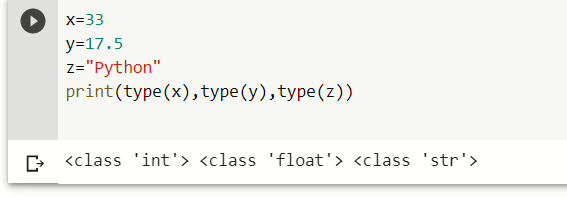 x=33
y=17.5
z="Python"
print(type(x),type(y),type(z))
<class 'int'> <class 'float'> <class 'str'>